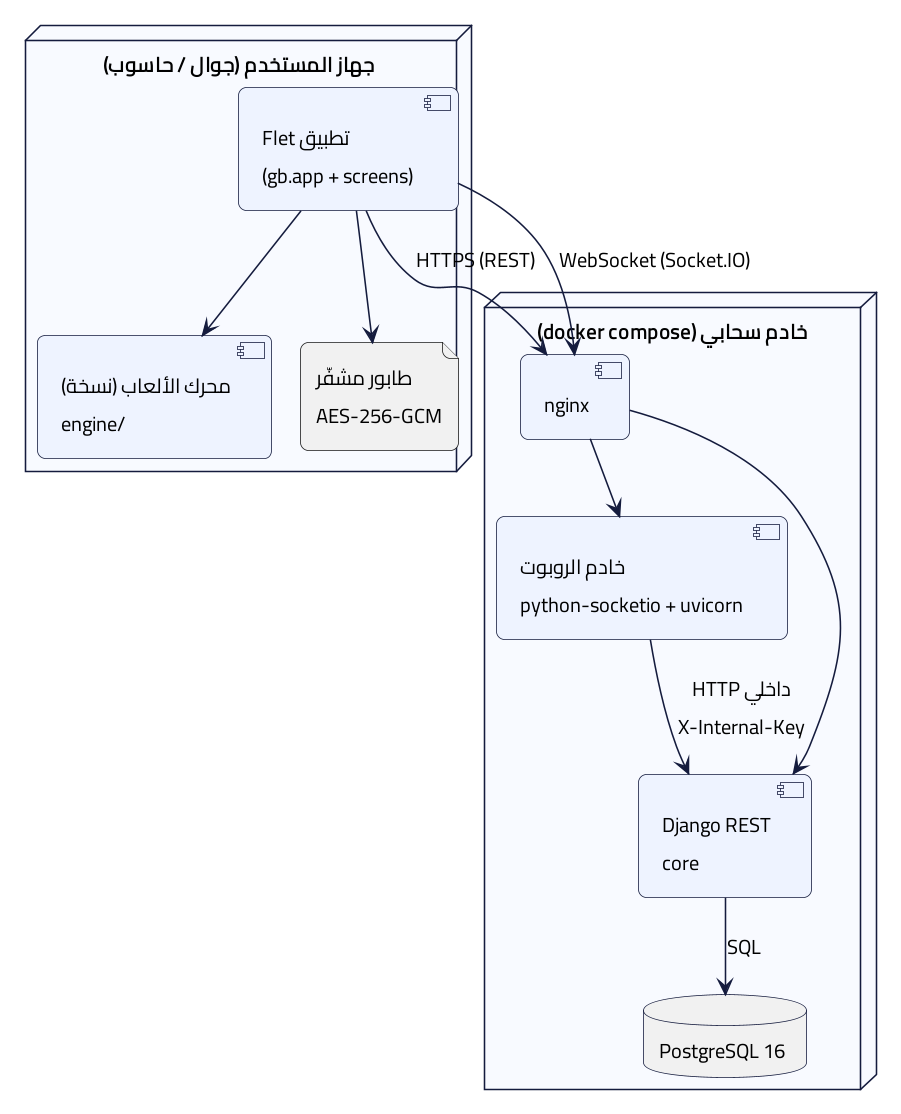 جهاز المستخدم (جوال / حاسوب)
تطبيق Flet
(gb.app + screens)
HTTPS (REST)
WebSocket (Socket.IO)
محرك الألعاب (نسخة)
engine/
طابور مشفّر
AES-256-GCM
خادم سحابي (docker compose)
nginx
خادم الروبوت
python-socketio + uvicorn
HTTP داخلي
X-Internal-Key
Django REST
core
SQL
PostgreSQL 16